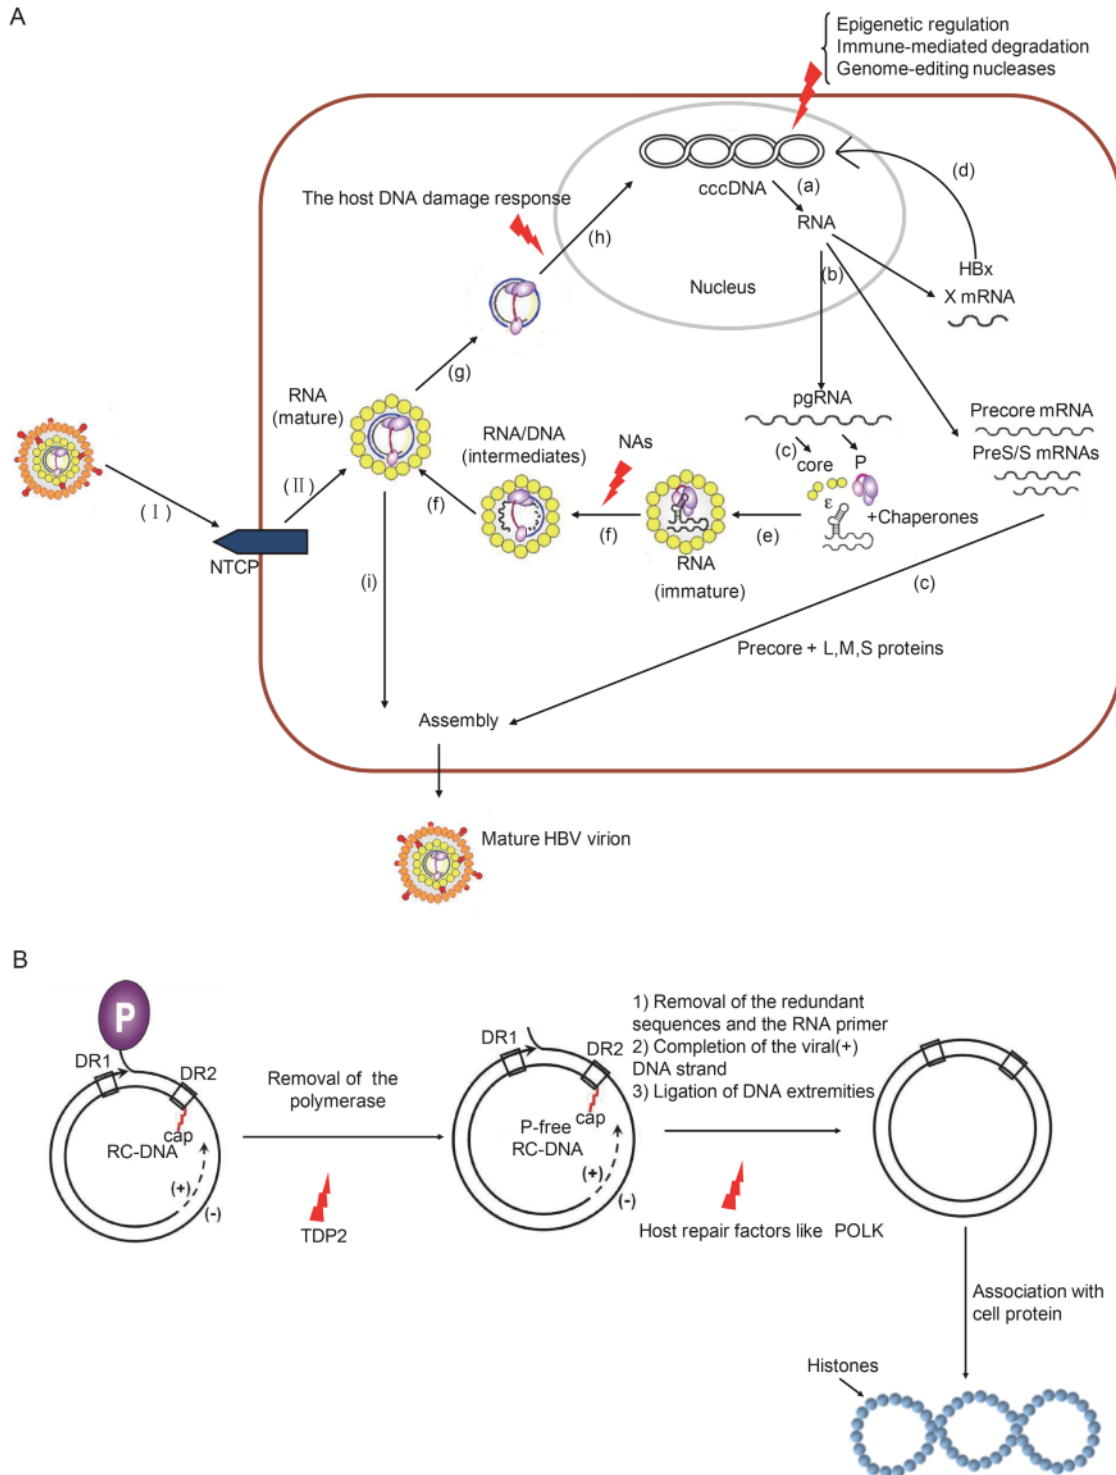 A
Epigenetic regulation
Immune-mediated degradation
Genome-editing nucleases
cccDNA
(a)
(d)
The host DNA damage response
(h)
RNA
(b)
HBx
X mRNA
Nucleus
(g)
RNA
(mature)
pgRNA
Precore mRNA
PreS/S mRNAs
RNA/DNA
(intermediates)
NAs
(c)
core
P
ε
+Chaperones
(I)
(II)
(f)
(f)
(e)
NTCP
RNA
(immature)
(i)
(c)
Precore + L,M,S proteins
Assembly
Mature HBV virion
B
P
DR1
DR2
cap
RC-DNA
(+)
(-)
Removal of the
polymerase
TDP2
DR1
DR2
cap
P-free
RC-DNA
(+)
(-)
1) Removal of the redundant
sequences and the RNA primer
2) Completion of the viral(+)
DNA strand
3) Ligation of DNA extremities
Host repair factors like POLK
Association with
cell protein
Histones